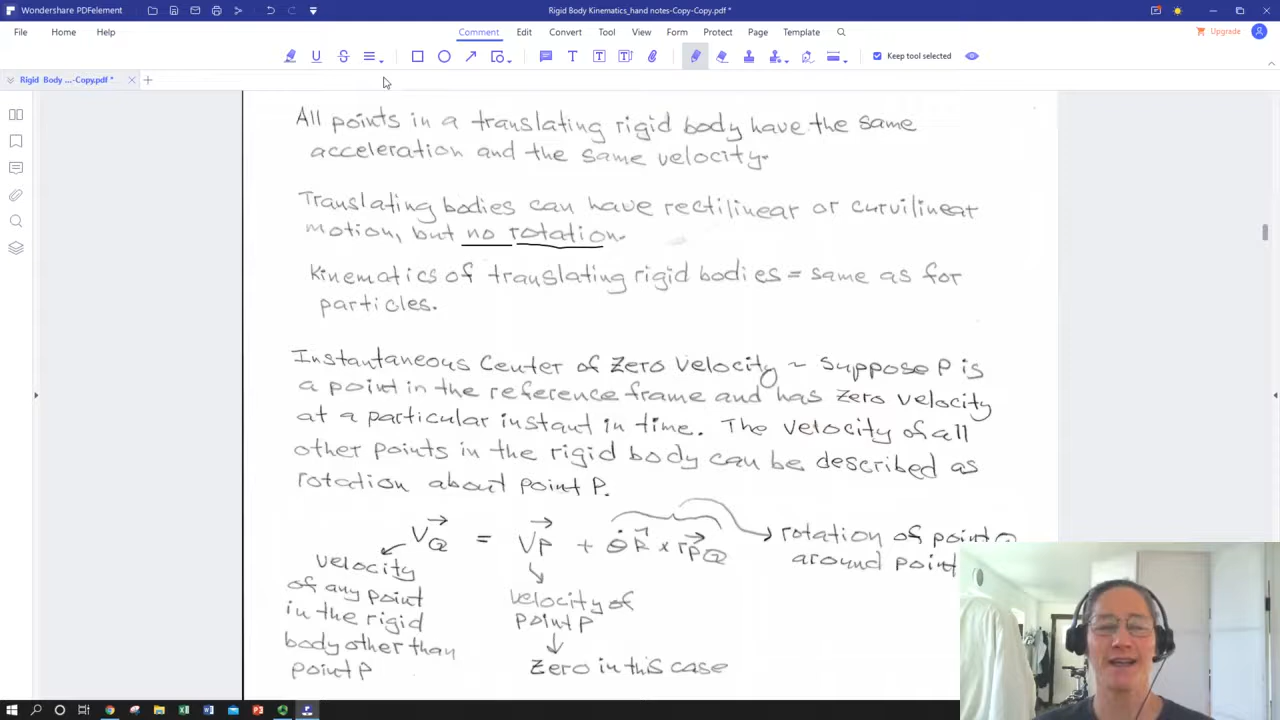 Wondershare PDFelement
Rigid Body Kinematics_hand notes-Copy-Copy.pdf *
File Home Comment Edit Convert Tool View Form Protect Page Template Upgrade
Keep tool selected
Rigid Body ...-Copy.pdf *
All points in a translating rigid body have the same
acceleration and the same velocity.
Translating bodies can have rectilinear or curvilinear
motion, but no rotation.
Kinematics of translating rigid bodies = same as for
particles.
Instantaneous Center of Zero Velocity ~ Suppose P is
a point in the reference frame and has zero velocity
at a particular instant in time. The velocity of all
other points in the rigid body can be described as
rotation about point P.
V⃗Q = V⃗P + θ̇ k⃗ × r⃗PQ → rotation of point Q
around point
velocity
of any point
in the rigid
body other than
point P
velocity of
point P
↓
zero in this case